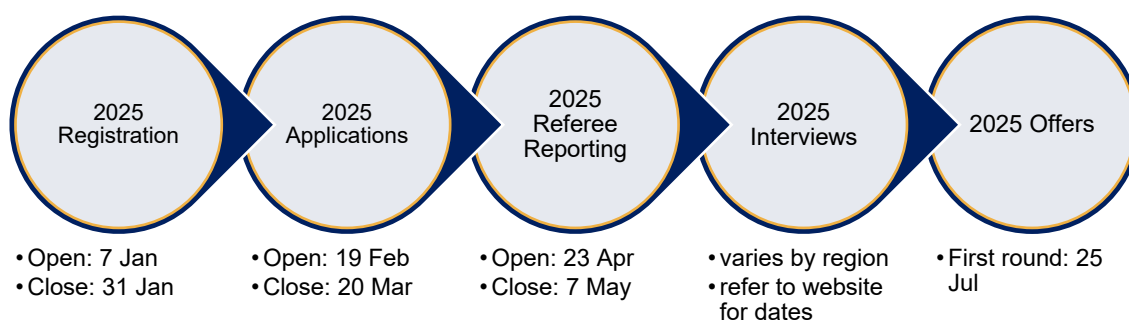 2025
Registration
2025
Applications
2025
Referee
Reporting
2025
Interviews
2025 Offers
• Open: 7 Jan
• Close: 31 Jan
• Open: 19 Feb
• Close: 20 Mar
• Open: 23 Apr
• Close: 7 May
• varies by region
• refer to website
for dates
• First round: 25
Jul